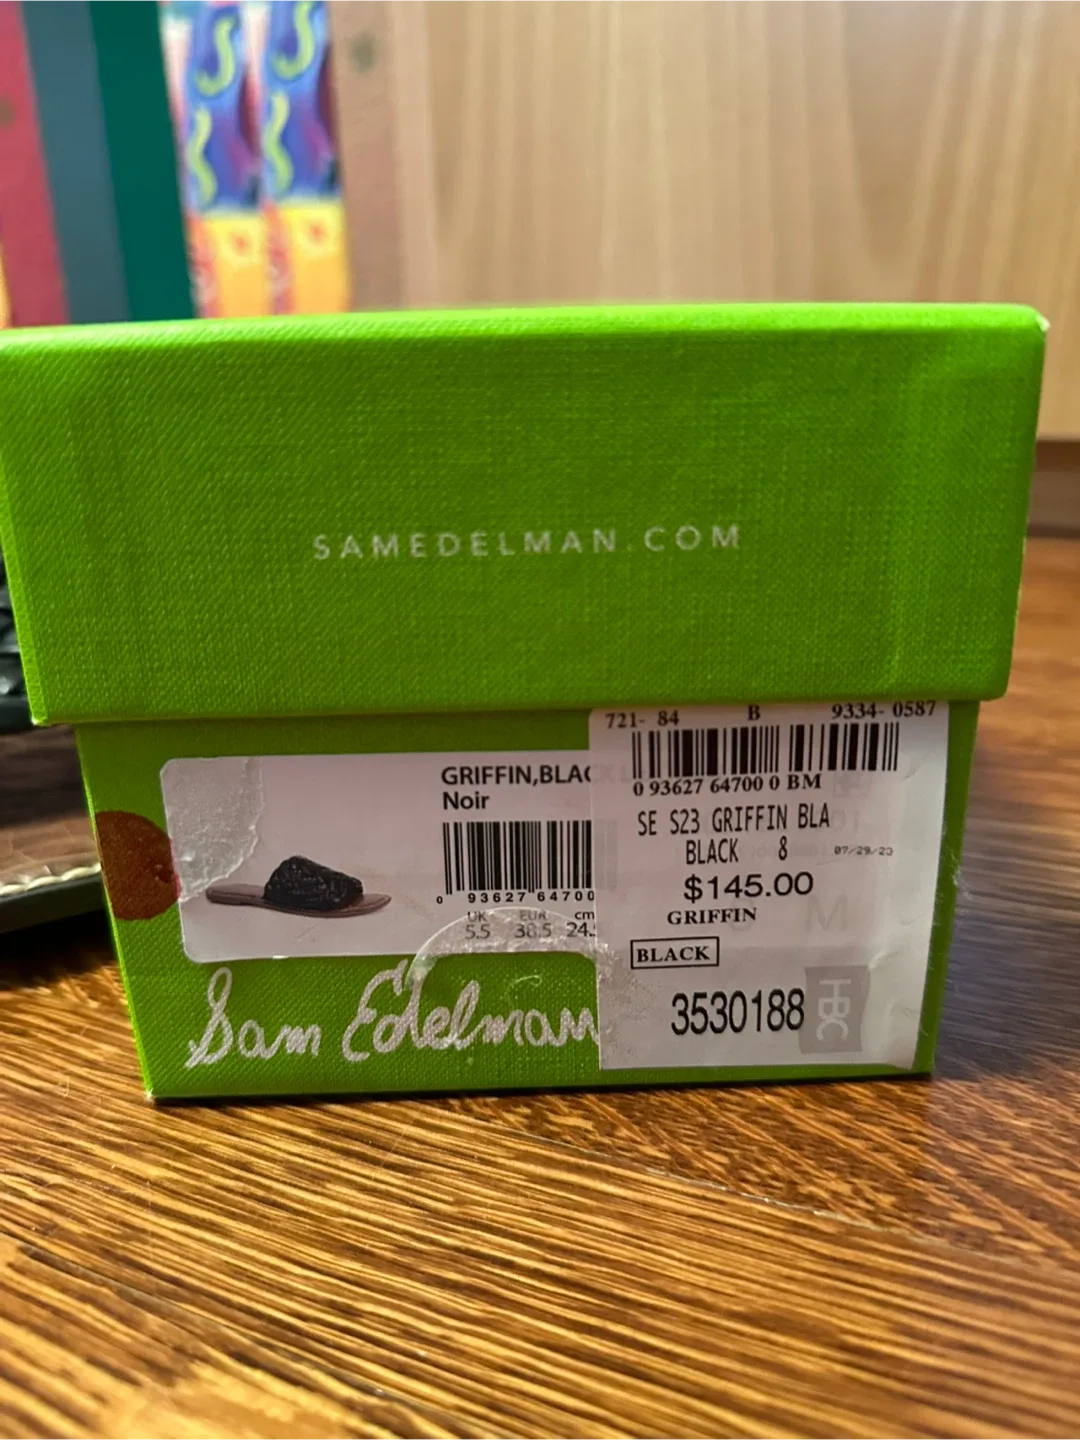 SAMEDELMAN.COM
721- 84 B 9334- 0587
0 93627 64700 0 BM
SE S23 GRIFFIN BLA
BLACK 8 07/29/23
$145.00
GRIFFIN
BLACK
3530188
HBC
GRIFFIN,BLACK L
Noir
0 93627 64700
UK EUR cm
5.5 38.5 24.5
Sam Edelman